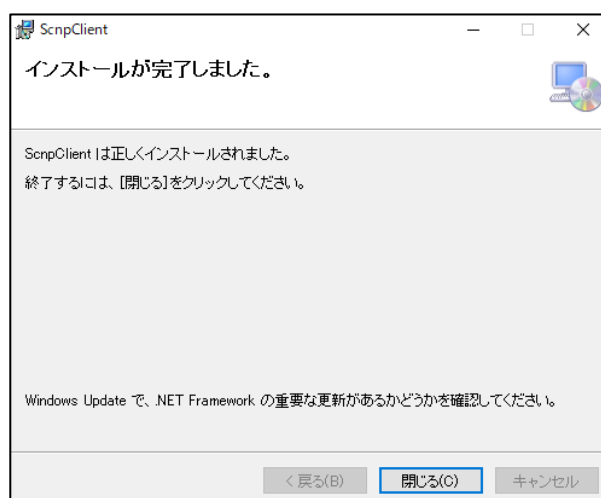 ScnpClient
インストールが完了しました。
ScnpClient は正しくインストールされました。
終了するには、[閉じる]をクリックしてください。
Windows Update で、.NET Framework の重要な更新があるかどうかを確認してください。
< 戻る(B)
閉じる(C)
キャンセル